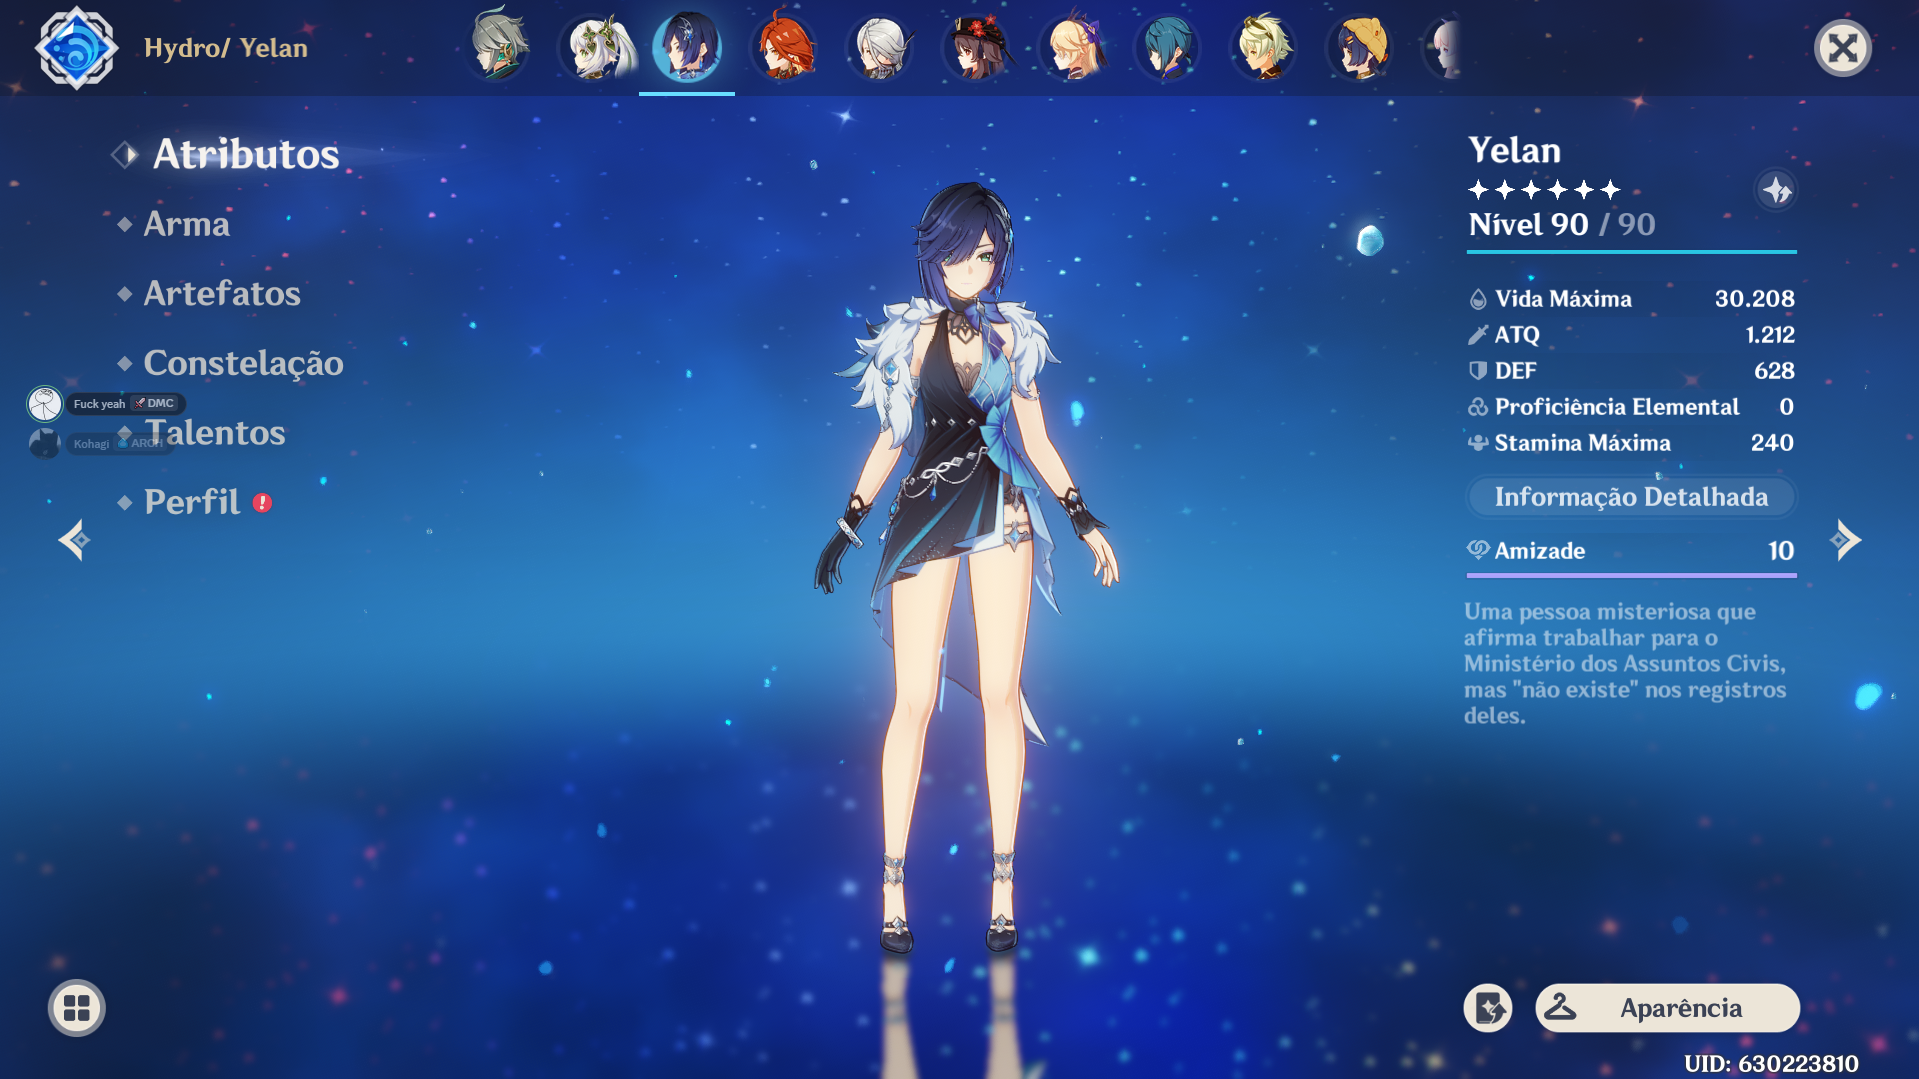 Hydro/ Yelan
Atributos
Arma
Artefatos
Constelação
Fuck yeah DMC
Talentos
Kohagi ARCH
Perfil
Yelan
Nível 90 / 90
Vida Máxima 30.208
ATQ 1.212
DEF 628
Proficiência Elemental 0
Stamina Máxima 240
Informação Detalhada
Amizade 10
Uma pessoa misteriosa que
afirma trabalhar para o
Ministério dos Assuntos Civis,
mas "não existe" nos registros
deles.
Aparência
UID: 630223810